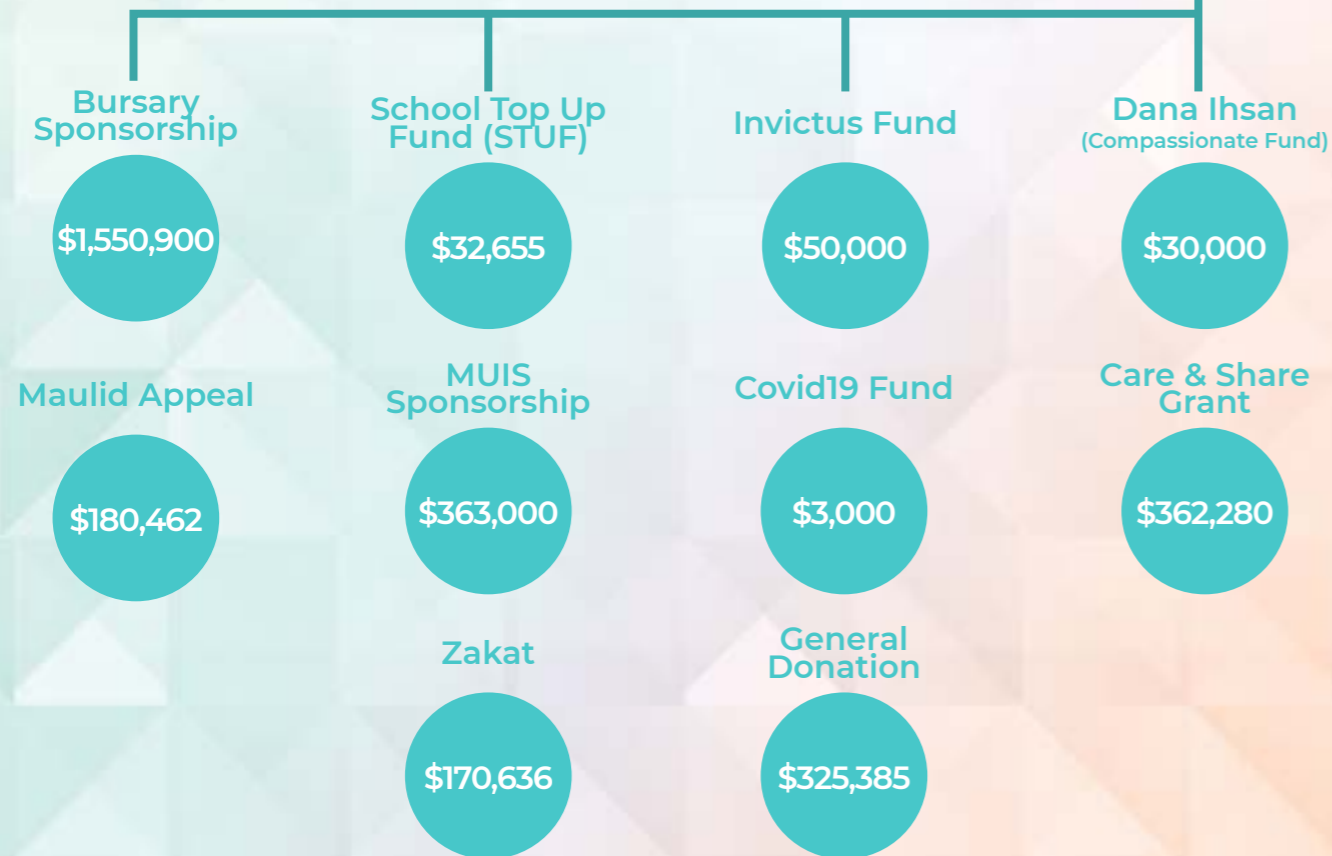 Bursary
Sponsorship
$1,550,900
School Top Up
Fund (STUF)
$32,655
Invictus Fund
$50,000
Dana Ihsan
(Compassionate Fund)
$30,000
Maulid Appeal
$180,462
MUIS
Sponsorship
$363,000
Covid19 Fund
$3,000
Care & Share
Grant
$362,280
Zakat
$170,636
General
Donation
$325,385